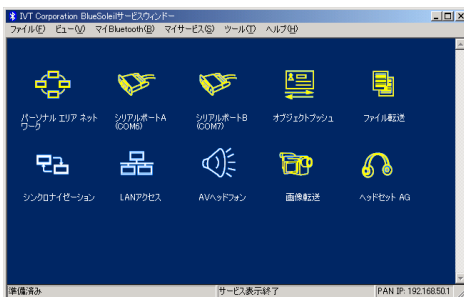 IVT Corporation BlueSoleilサービスウィンドー
ファイル(F) ビュー(V) マイBluetooth(B) マイサービス(S) ツール(T) ヘルプ(H)
パーソナル エリア ネットワーク
シリアルポートA (COM6)
シリアルポートB (COM7)
オブジェクトプッシュ
ファイル転送
シンクロナイゼーション
LANアクセス
AVヘッドフォン
画像転送
ヘッドセット AG
準備済み サービス表示終了 PAN IP: 192.168.50.1